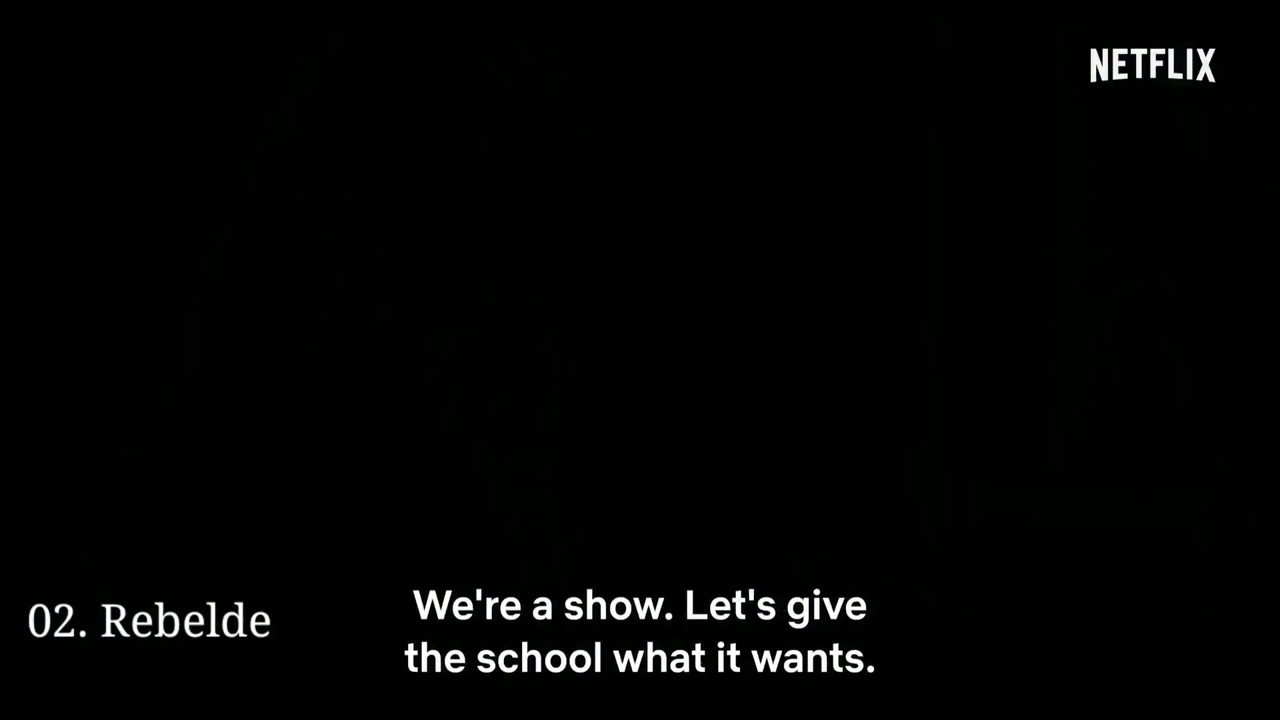 NETFLIX
02. Rebelde
We're a show. Let's give
the school what it wants.